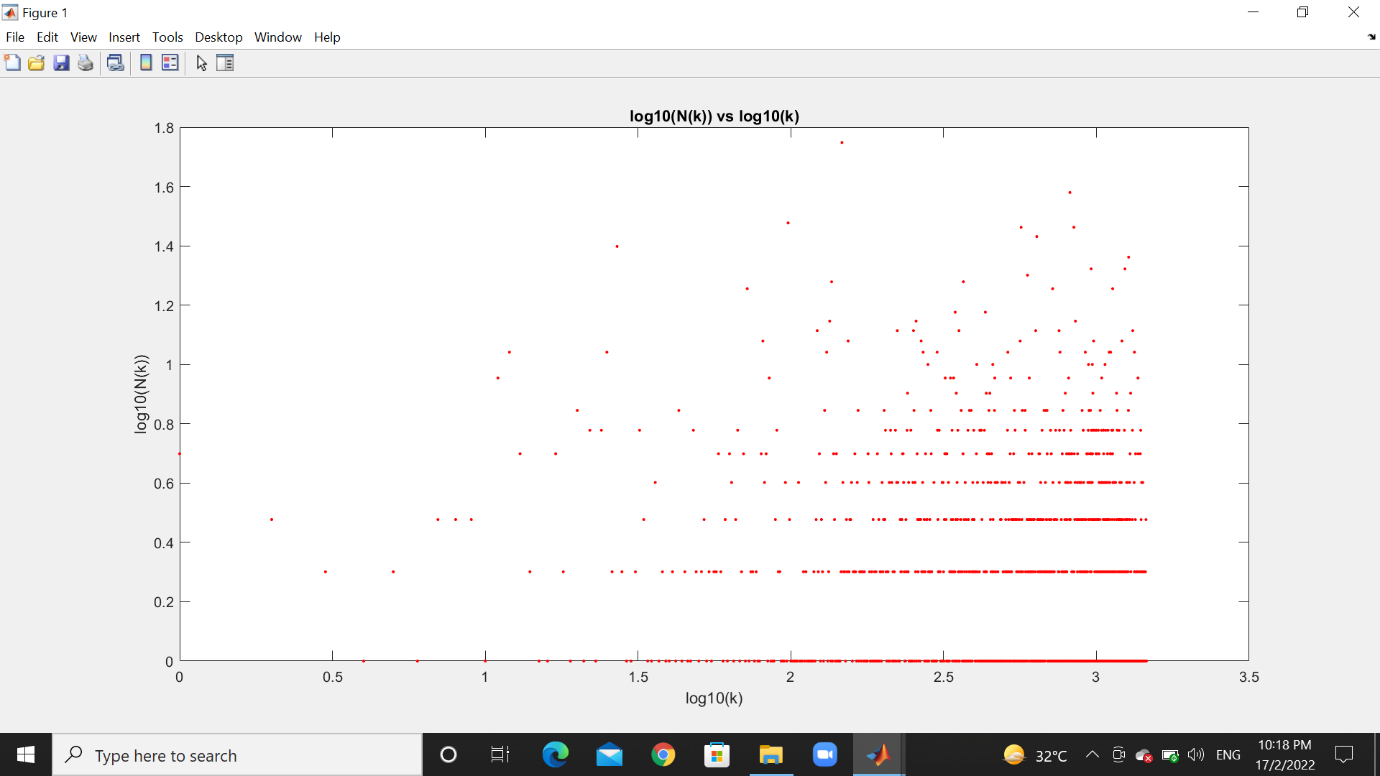 Figure 1
File Edit View Insert Tools Desktop Window Help
log10(N(k)) vs log10(k)
1.8
1.6
1.4
1.2
1
0.8
0.6
0.4
0.2
0
log10(N(k))
0 0.5 1 1.5 2 2.5 3 3.5
log10(k)
Type here to search
32°C
ENG
10:18 PM
17/2/2022